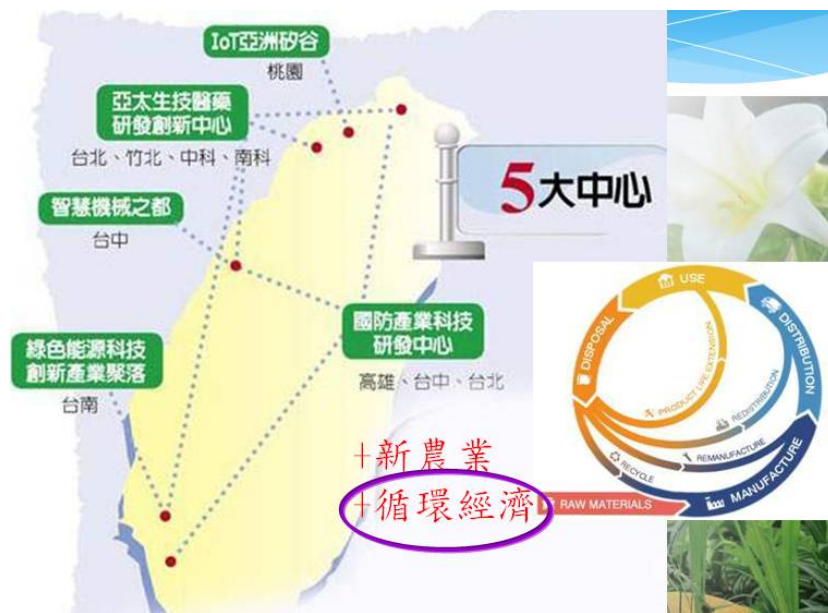 IoT亞洲矽谷
桃園
亞太生技醫藥
研發創新中心
台北、竹北、中科、南科
智慧機械之都
台中
綠色能源科技
創新產業聚落
台南
5大中心
國防產業科技
研發中心
高雄、台中、台北
+新農業
+循環經濟
USE
DISPOSAL
DISTRIBUTION
PRODUCT LIFE EXTENSION
REDISTRIBUTION
REMANUFACTURE
RECYCLE
MANUFACTURE
RAW MATERIALS